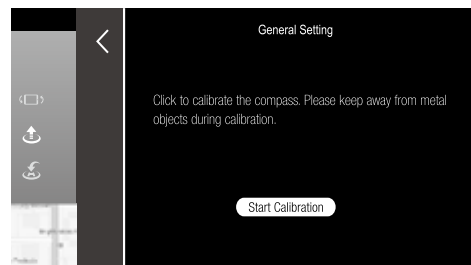 General Setting
Click to calibrate the compass. Please keep away from metal
objects during calibration.
Start Calibration